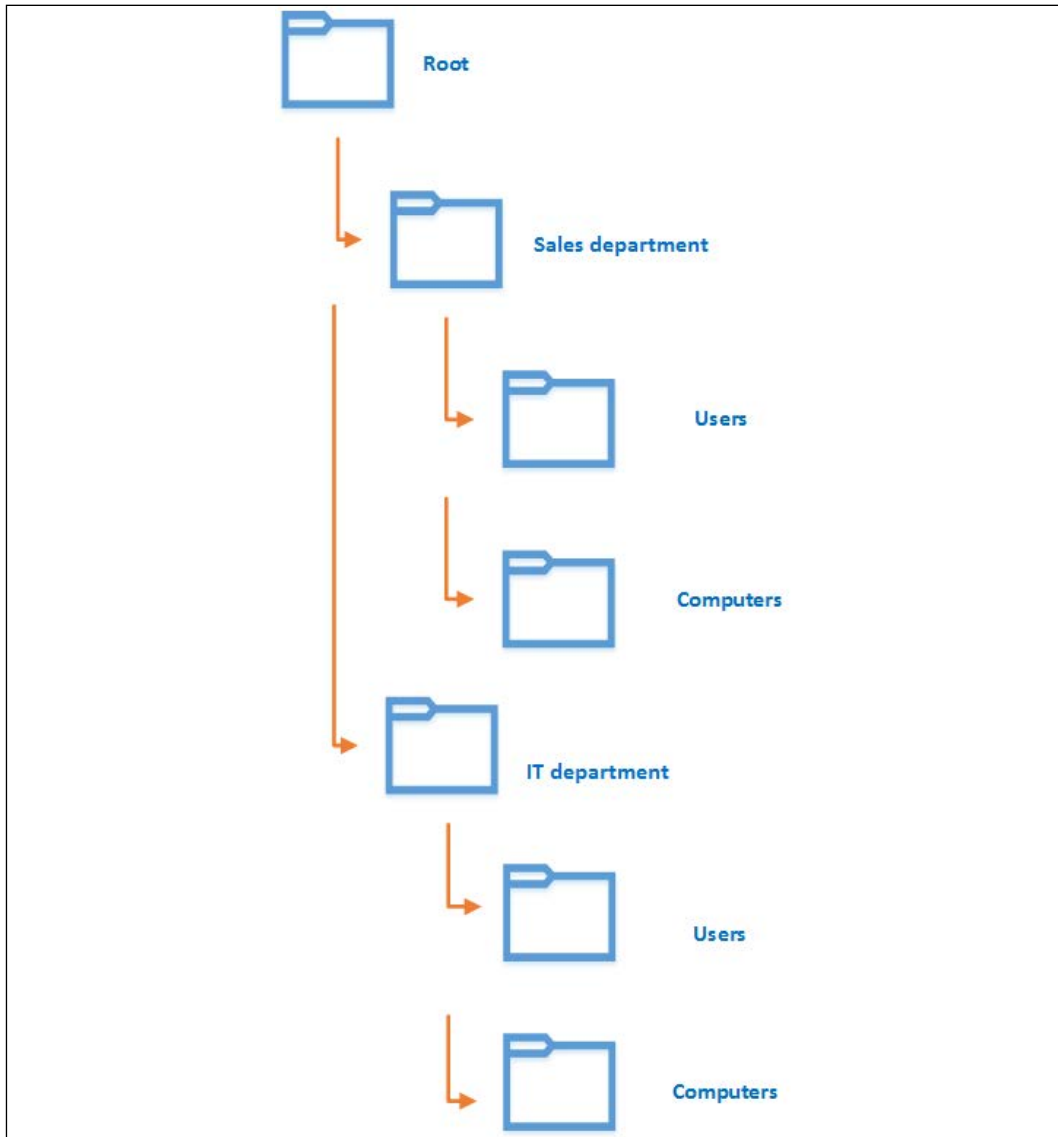 Root
Sales department
Users
Computers
IT department
Users
Computers